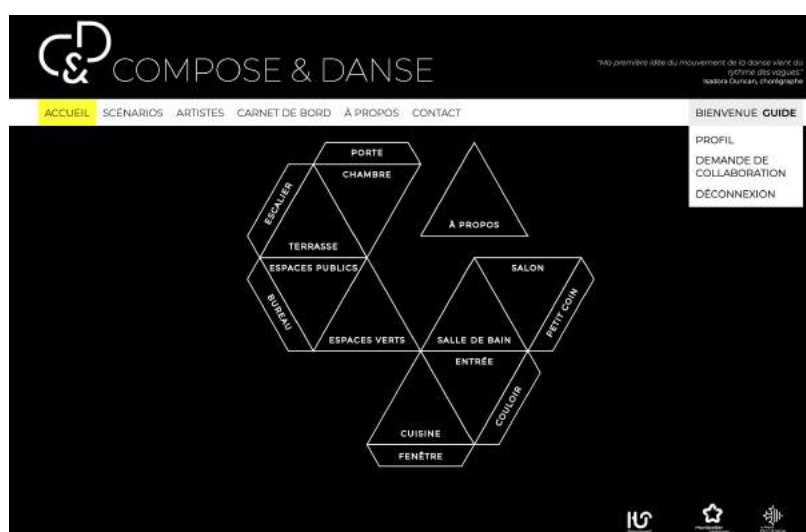 C&D COMPOSE & DANSE
"Ma première idée du mouvement de la danse vient du
rythme des vagues."
Isadora Duncan, chorégraphe
ACCUEIL SCÉNARIOS ARTISTES CARNET DE BORD À PROPOS CONTACT
BIENVENUE GUIDE
PROFIL
DEMANDE DE
COLLABORATION
DÉCONNEXION
PORTE
CHAMBRE
ESCALIER
À PROPOS
TERRASSE
ESPACES PUBLICS
SALON
BUREAU
PETIT COIN
ESPACES VERTS
SALLE DE BAIN
ENTRÉE
COULOIR
CUISINE
FENÊTRE